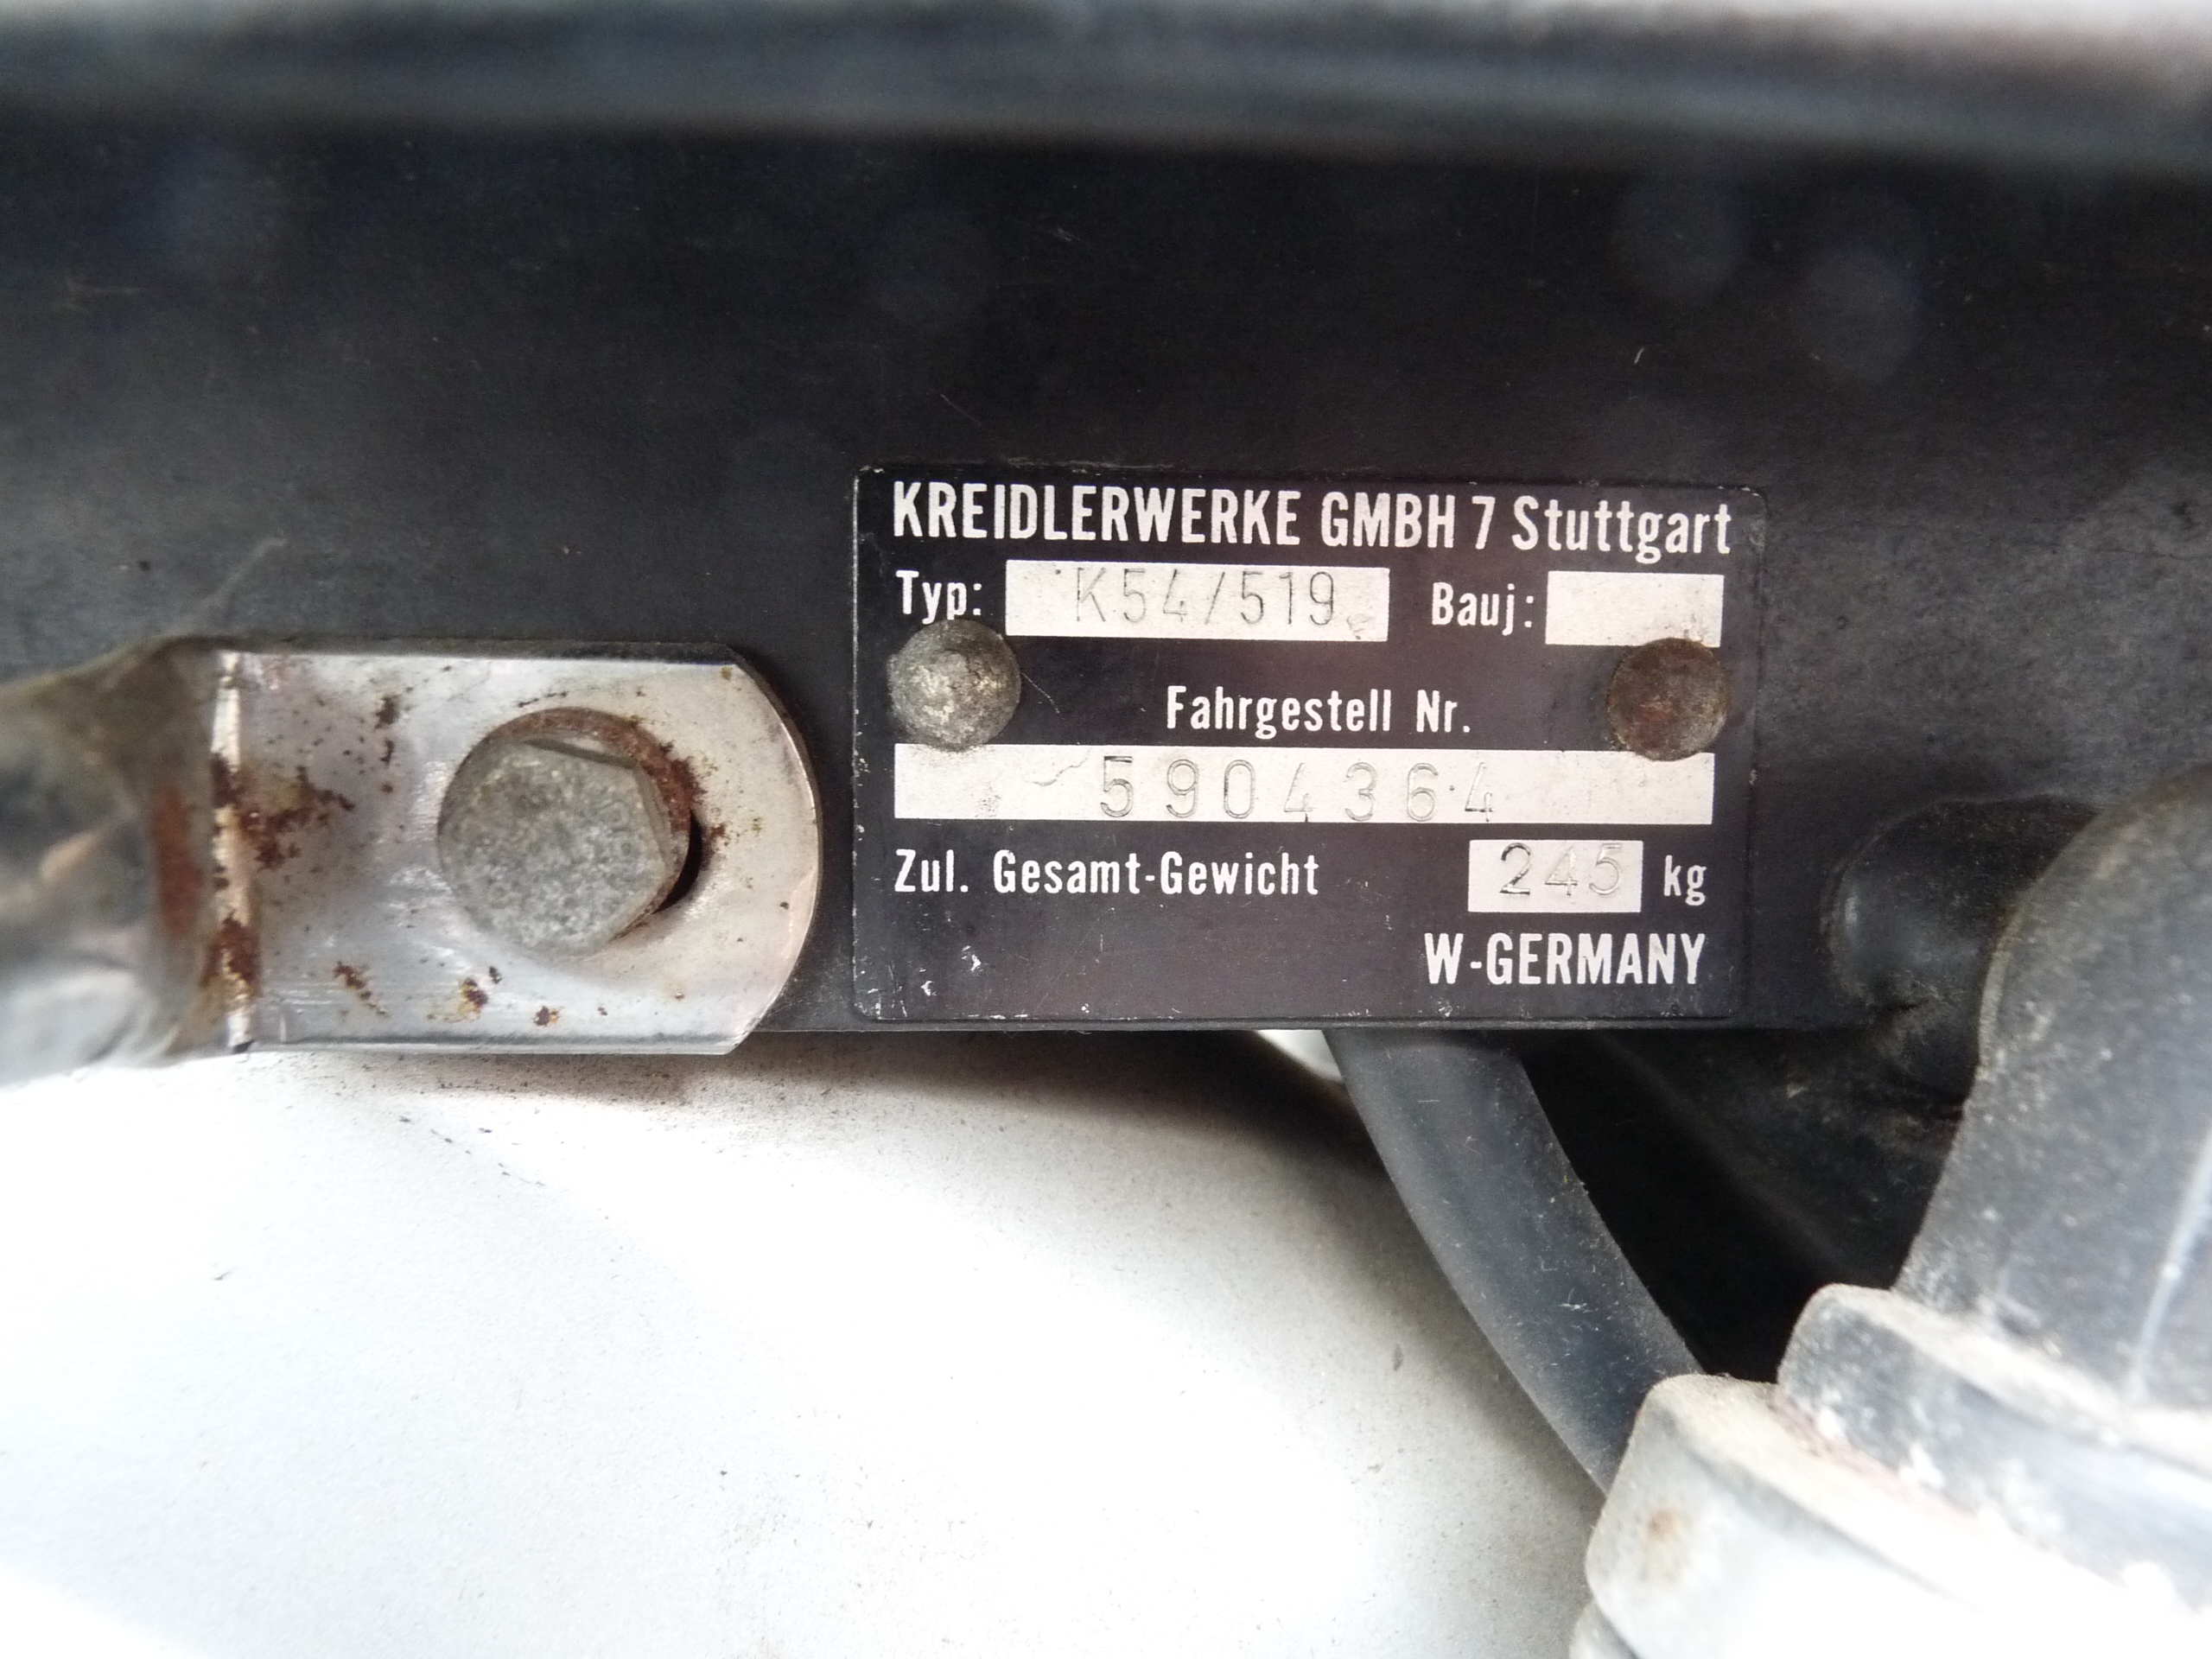 KREIDLERWERKE GMBH 7 Stuttgart
Typ: K54/519 Bauj:
Fahrgestell Nr.
5904364
Zul. Gesamt-Gewicht 245 kg
W-GERMANY